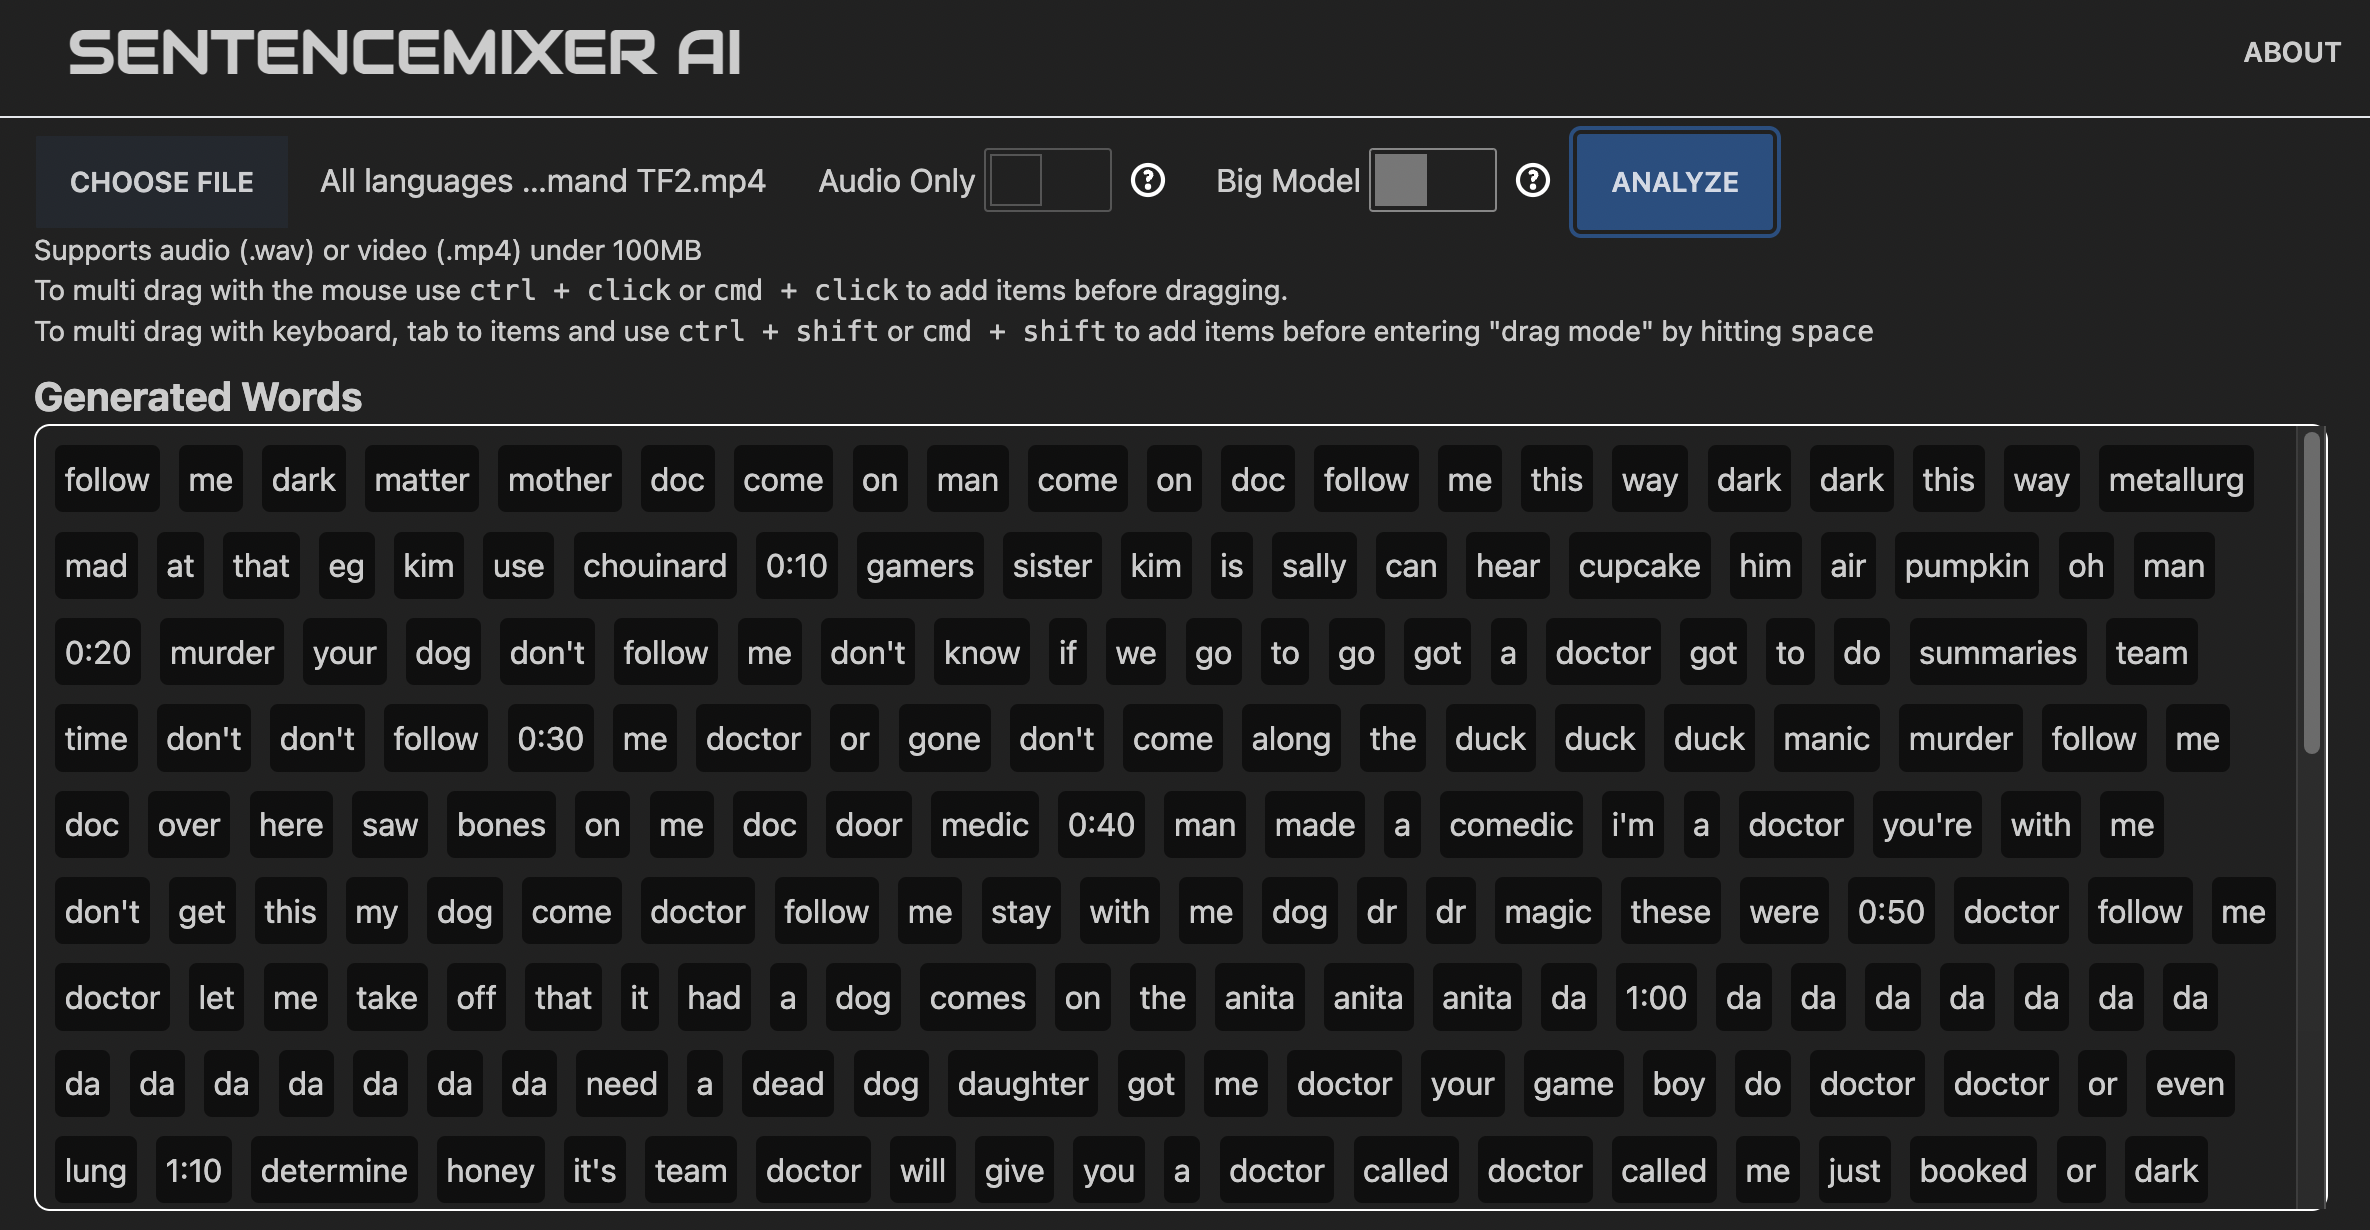 SENTENCEMIXER AI
ABOUT
CHOOSE FILE All languages ...mand TF2.mp4 Audio Only Big Model ANALYZE
Supports audio (.wav) or video (.mp4) under 100MB
To multi drag with the mouse use ctrl + click or cmd + click to add items before dragging.
To multi drag with keyboard, tab to items and use ctrl + shift or cmd + shift to add items before entering "drag mode" by hitting space
Generated Words
follow me dark matter mother doc come on man come on doc follow me this way dark dark this way metallurg
mad at that eg kim use chouinard 0:10 gamers sister kim is sally can hear cupcake him air pumpkin oh man
0:20 murder your dog don't follow me don't know if we go to go got a doctor got to do summaries team
time don't don't follow 0:30 me doctor or gone don't come along the duck duck duck manic murder follow me
doc over here saw bones on me doc door medic 0:40 man made a comedic i'm a doctor you're with me
don't get this my dog come doctor follow me stay with me dog dr dr magic these were 0:50 doctor follow me
doctor let me take off that it had a dog comes on the anita anita anita da 1:00 da da da da da da da
da da da da da da da need a dead dog daughter got me doctor your game boy do doctor doctor or even
lung 1:10 determine honey it's team doctor will give you a doctor called doctor called me just booked or dark